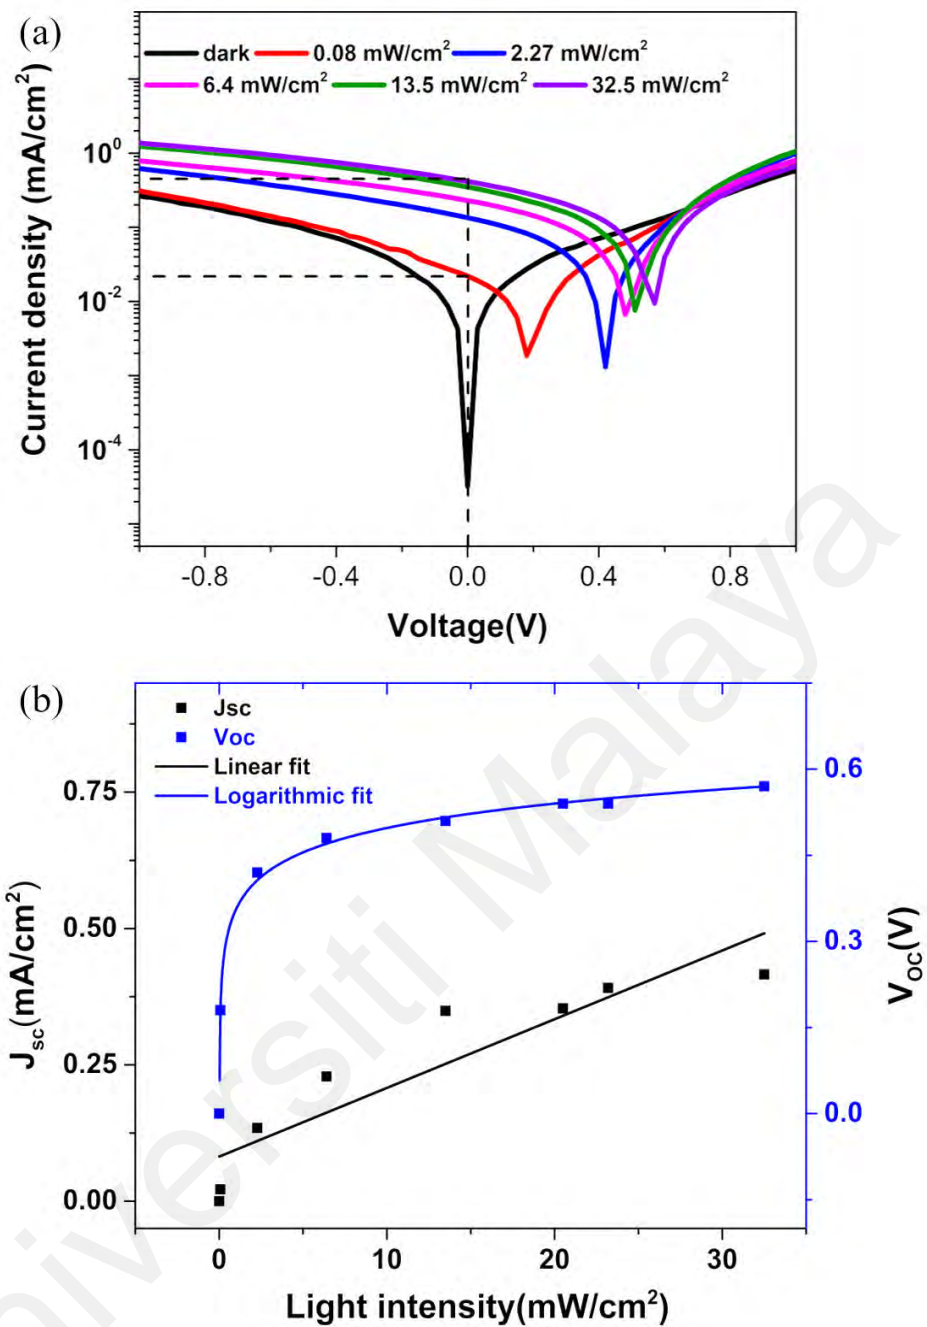 (a)
dark 0.08 mW/cm² 2.27 mW/cm²
6.4 mW/cm² 13.5 mW/cm² 32.5 mW/cm²
Current density (mA/cm²)
10⁰
10⁻²
10⁻⁴
-0.8 -0.4 0.0 0.4 0.8
Voltage(V)
(b)
Jsc
Voc
Linear fit
Logarithmic fit
Jsc(mA/cm²)
0.75
0.50
0.25
0.00
0.6
0.3
0.0
VOC(V)
0 10 20 30
Light intensity(mW/cm²)
niversiti Malaya